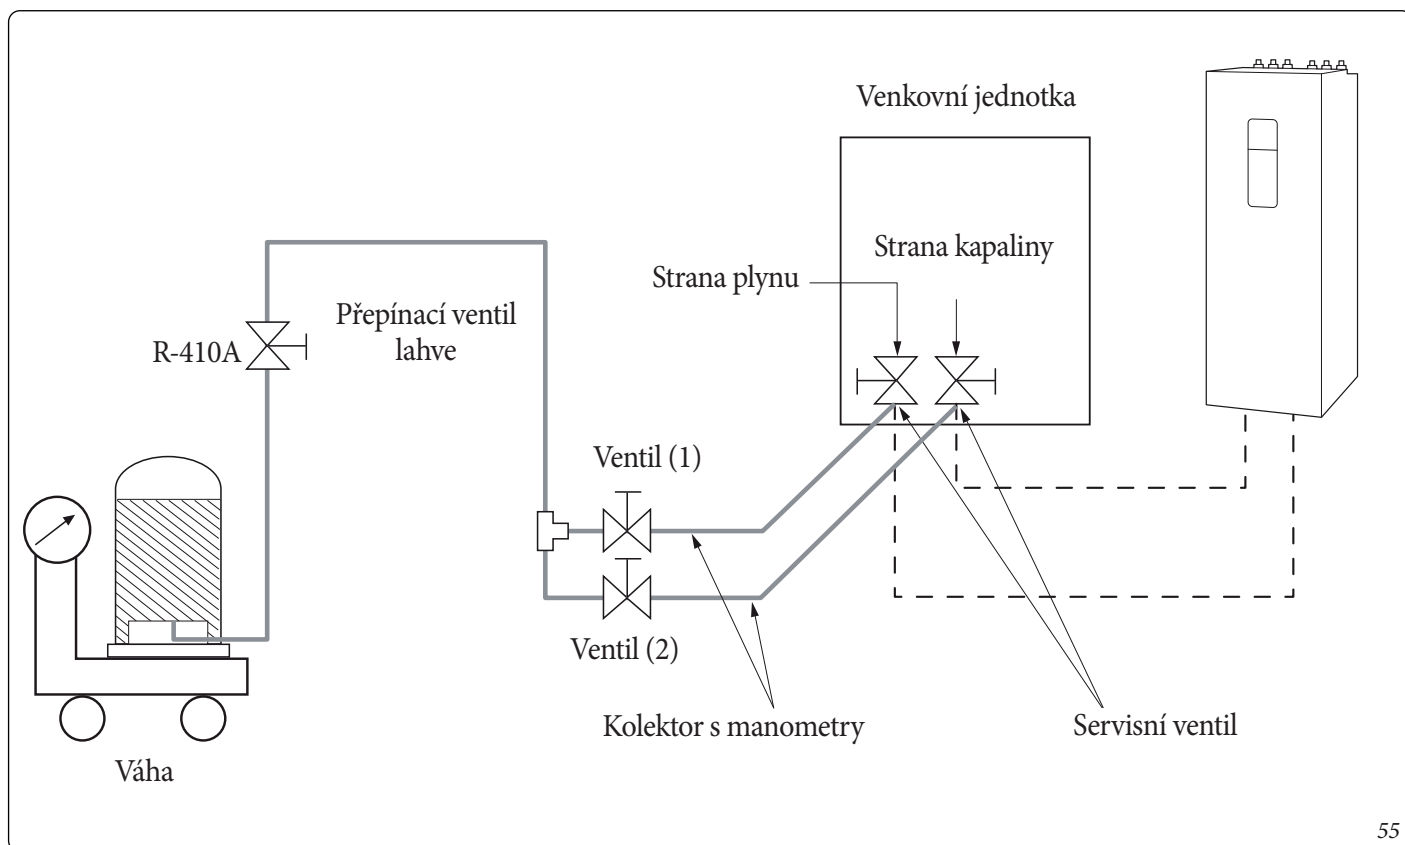 Venkovní jednotka
Strana kapaliny
Strana plynu
Přepínací ventil
lahve
R-410A
Ventil (1)
Ventil (2)
Kolektor s manometry
Servisní ventil
Váha
55